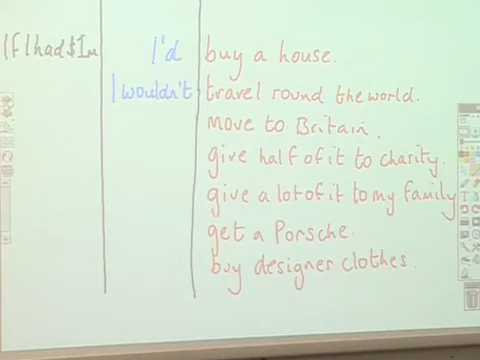 If I had $1m I'd buy a house.
I wouldn't travel round the world.
move to Britain.
give half of it to charity.
give a lot of it to my family
get a Porsche.
buy designer clothes.